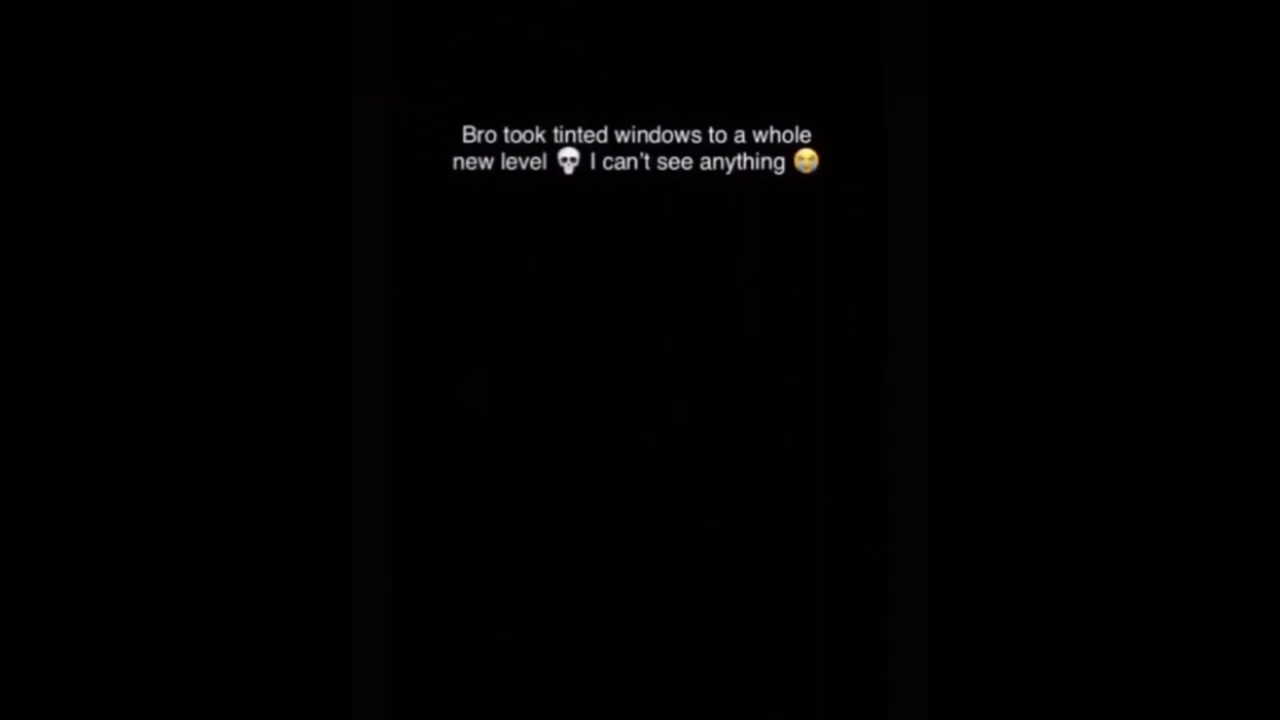 Bro took tinted windows to a whole
new level 💀 I can't see anything 😭